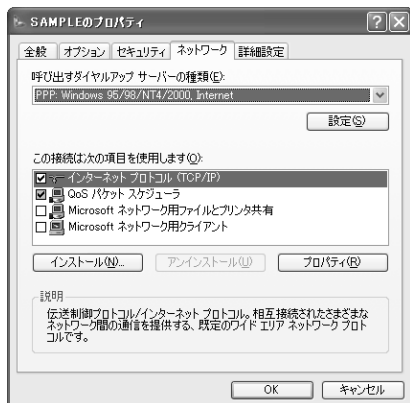 SAMPLEのプロパティ
全般 オプション セキュリティ ネットワーク 詳細設定
呼び出すダイヤルアップ サーバーの種類(E):
PPP: Windows 95/98/NT4/2000, Internet
設定(S)
この接続は次の項目を使用します(O):
インターネット プロトコル (TCP/IP)
QoS パケット スケジューラ
Microsoft ネットワーク用ファイルとプリンタ共有
Microsoft ネットワーク用クライアント
インストール(N)... アンインストール(U) プロパティ(R)
説明
伝送制御プロトコル/インターネット プロトコル。相互接続されたさまざまな
ネットワーク間の通信を提供する、既定のワイド エリア ネットワーク プロト
コルです。
OK キャンセル